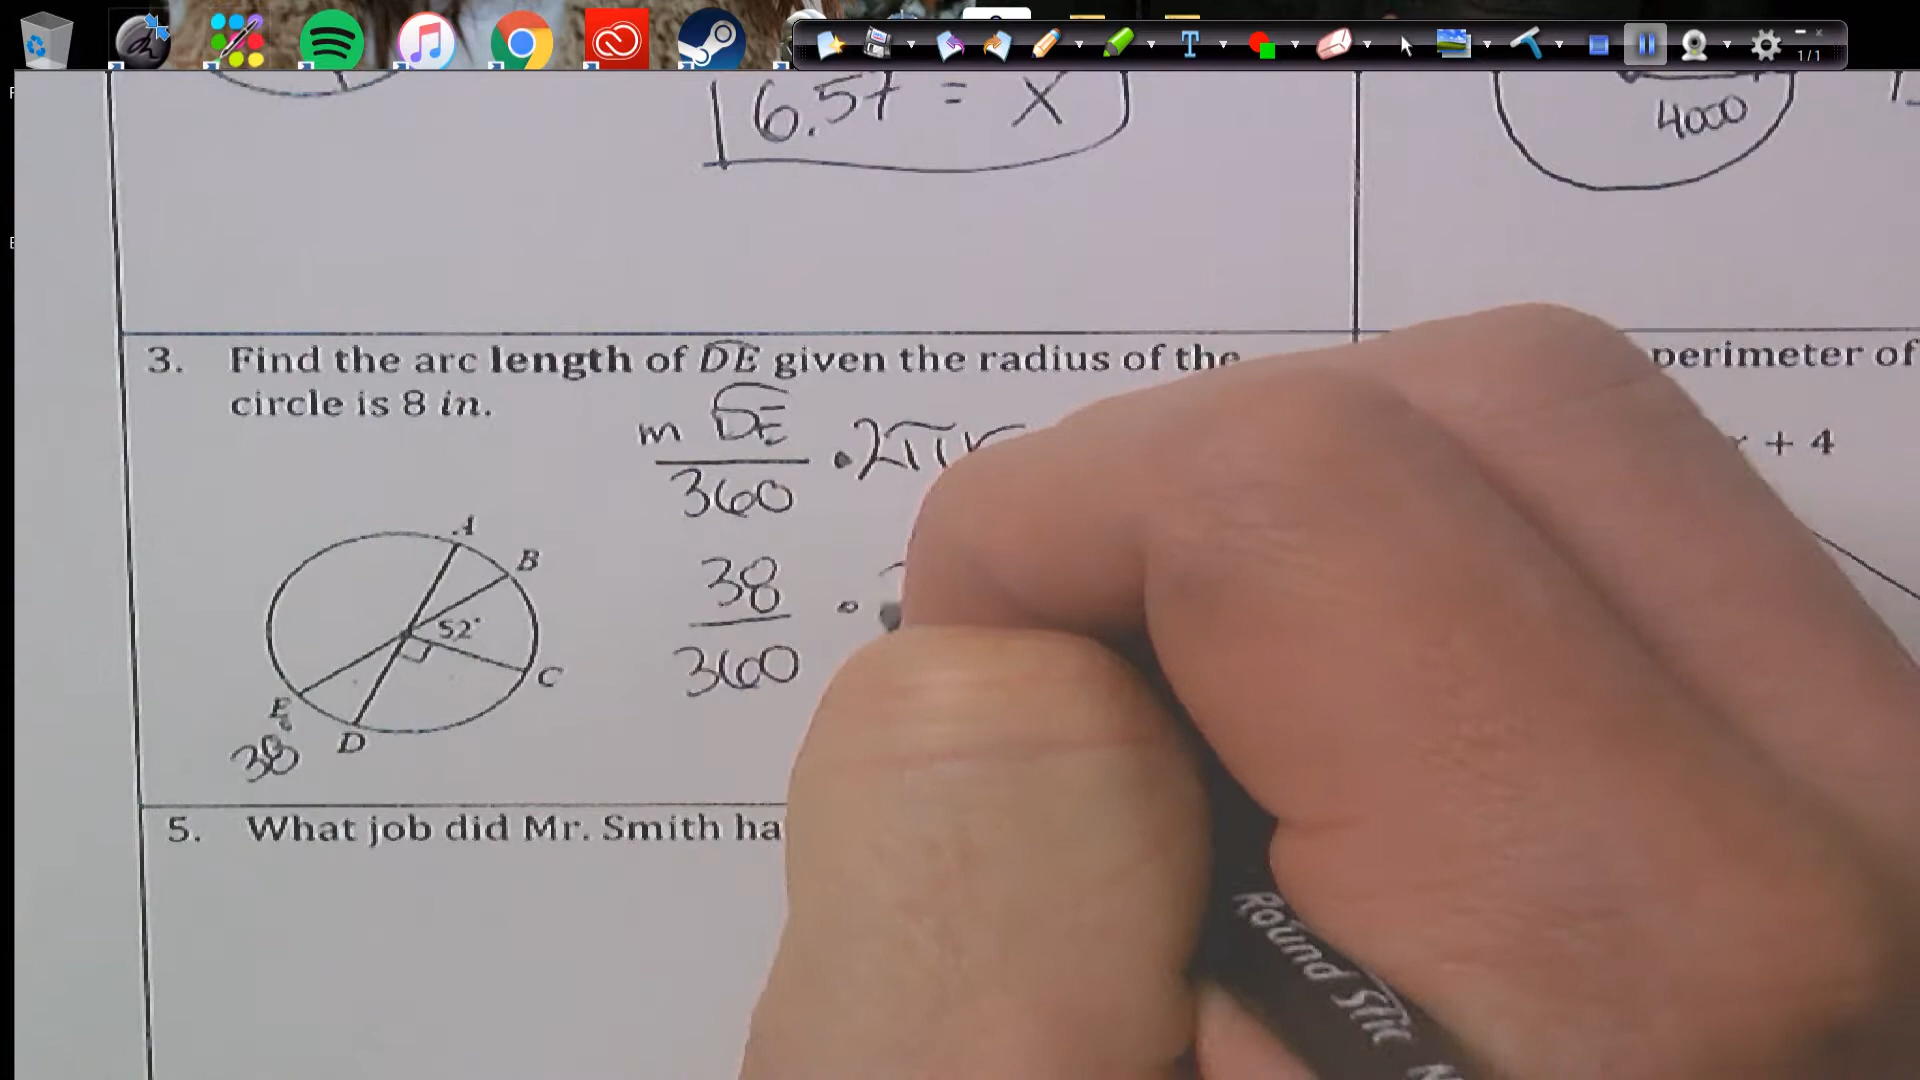 1/1
6.57 = X
4000
3. Find the arc length of DE given the radius of the
circle is 8 in.
m DE
360
· 2πr
38
360
·
A
B
52°
C
E
D
38°
perimeter of
+ 4
5. What job did Mr. Smith ha
ROUND STIC